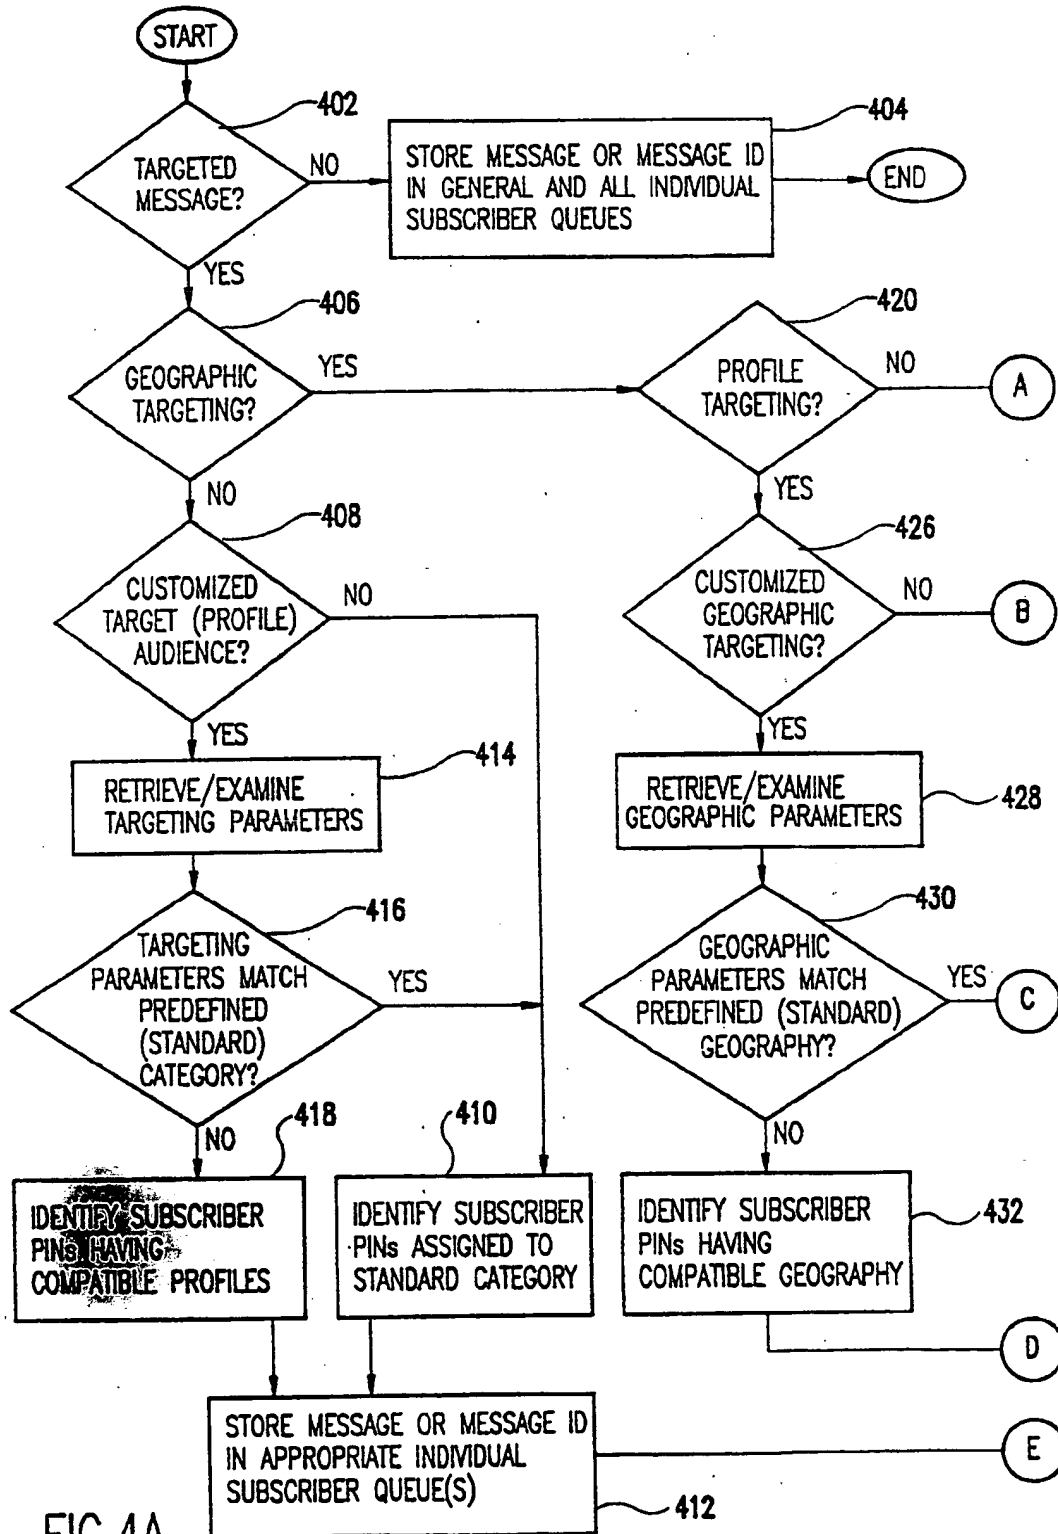 START
402
TARGETED
MESSAGE?
NO
404
STORE MESSAGE OR MESSAGE ID
IN GENERAL AND ALL INDIVIDUAL
SUBSCRIBER QUEUES
END
YES
406
GEOGRAPHIC
TARGETING?
YES
420
PROFILE
TARGETING?
NO
A
NO
YES
408
CUSTOMIZED
TARGET (PROFILE)
AUDIENCE?
NO
426
CUSTOMIZED
GEOGRAPHIC
TARGETING?
NO
B
YES
YES
414
RETRIEVE/EXAMINE
TARGETING PARAMETERS
RETRIEVE/EXAMINE
GEOGRAPHIC PARAMETERS
428
416
TARGETING
PARAMETERS MATCH
PREDEFINED
(STANDARD)
CATEGORY?
YES
430
GEOGRAPHIC
PARAMETERS MATCH
PREDEFINED (STANDARD)
GEOGRAPHY?
YES
C
NO
NO
418
IDENTIFY SUBSCRIBER
PINs HAVING
COMPATIBLE PROFILES
410
IDENTIFY SUBSCRIBER
PINs ASSIGNED TO
STANDARD CATEGORY
IDENTIFY SUBSCRIBER
PINs HAVING
COMPATIBLE GEOGRAPHY
432
D
STORE MESSAGE OR MESSAGE ID
IN APPROPRIATE INDIVIDUAL
SUBSCRIBER QUEUE(S)
E
412
FIG.4A